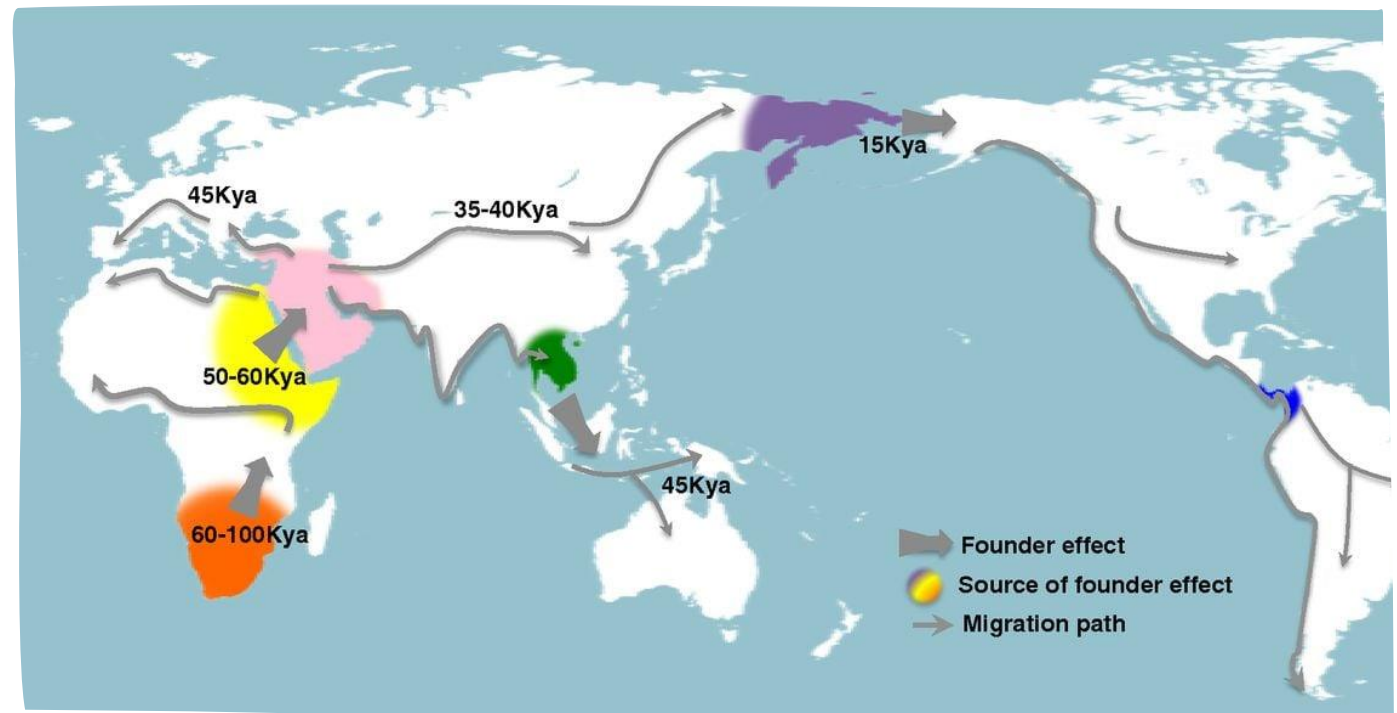 15Kya
45Kya
35-40Kya
50-60Kya
45Kya
60-100Kya
Founder effect
Source of founder effect
Migration path